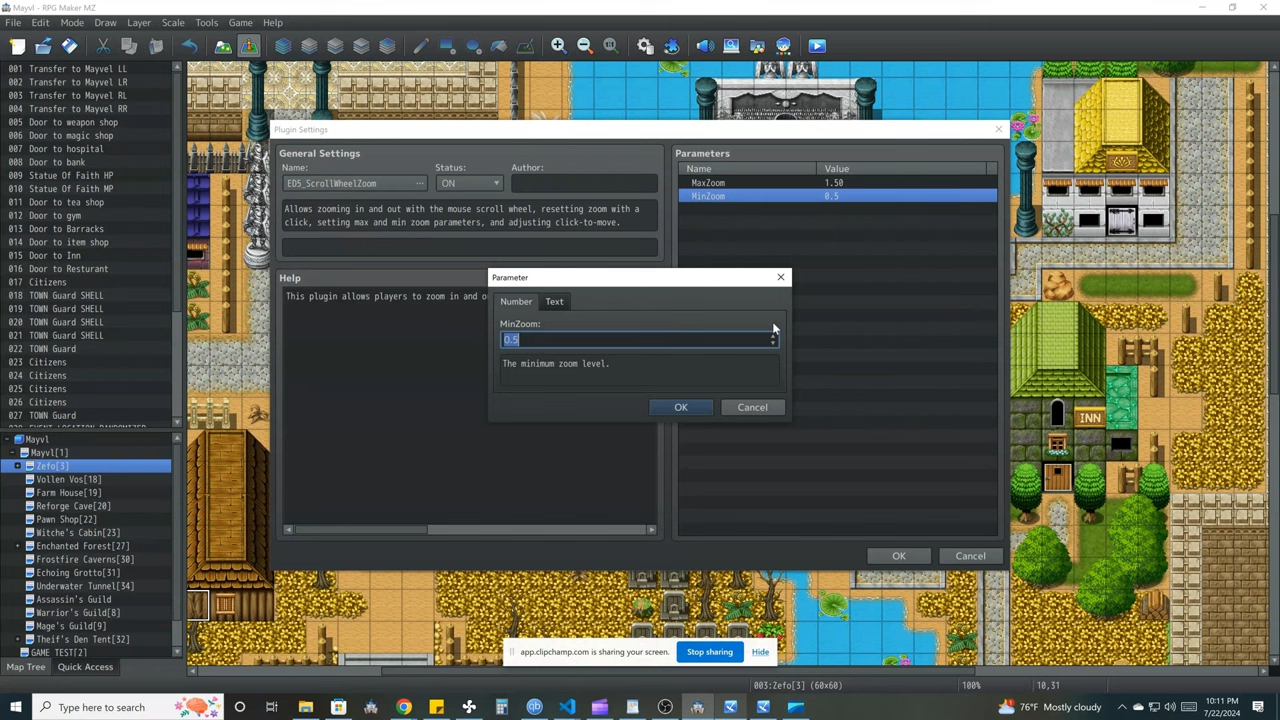 Mayvl - RPG Maker MZ
File Edit Mode Draw Layer Scale Tools Game Help
001 Transfer to Mayvel LL
002 Transfer to Mayvel LR
003 Transfer to Mayvel RL
004 Transfer to Mayvel RR
005 Door to weapon shop
006 Door to magic shop
007 Door to hospital
008 Door to bank
009 Statue Of Faith HP
010 Statue Of Faith MP
011 Door to tea shop
012 Door to gym
013 Door to Barracks
014 Door to item shop
015 Door to Inn
016 Door to Resturant
017 Citizens
018 TOWN Guard SHELL
019 TOWN Guard SHELL
020 TOWN Guard SHELL
021 TOWN Guard SHELL
022 TOWN Guard
023 Citizens
024 Citizens
025 Citizens
026 Citizens
027 TOWN Guard
028 EVENT LOCATION RANDOMIZER
Mayvl
Mayvl[1]
Zefo[3]
Vollen Vos[18]
Farm House[19]
Reforge Cave[20]
Pawn Shop[22]
Witche's Cabin[23]
Enchanted Forest[27]
Frostfire Caverns[30]
Echoing Grotto[31]
Underwater Tunnel[34]
Assassin's Guild
Warrior's Guild[8]
Mage's Guild[9]
Theif's Den Tent[32]
GAME TEST[2]
Map Tree Quick Access
Plugin Settings
General Settings
Name: Status: Author:
ED5_ScrollWheelZoom ... ON
Allows zooming in and out with the mouse scroll wheel, resetting zoom with a
click, setting max and min zoom parameters, and adjusting click-to-move.
Help
This plugin allows players to zoom in and ou
Parameters
Name Value
MaxZoom 1.50
MinZoom 0.5
OK Cancel
Parameter
Number Text
MinZoom:
0.5
The minimum zoom level.
OK Cancel
INN
app.clipchamp.com is sharing your screen. Stop sharing Hide
003:Zefo[3] (60x60) 100% 10,31
Type here to search
76°F Mostly cloudy
10:11 PM
7/22/2024